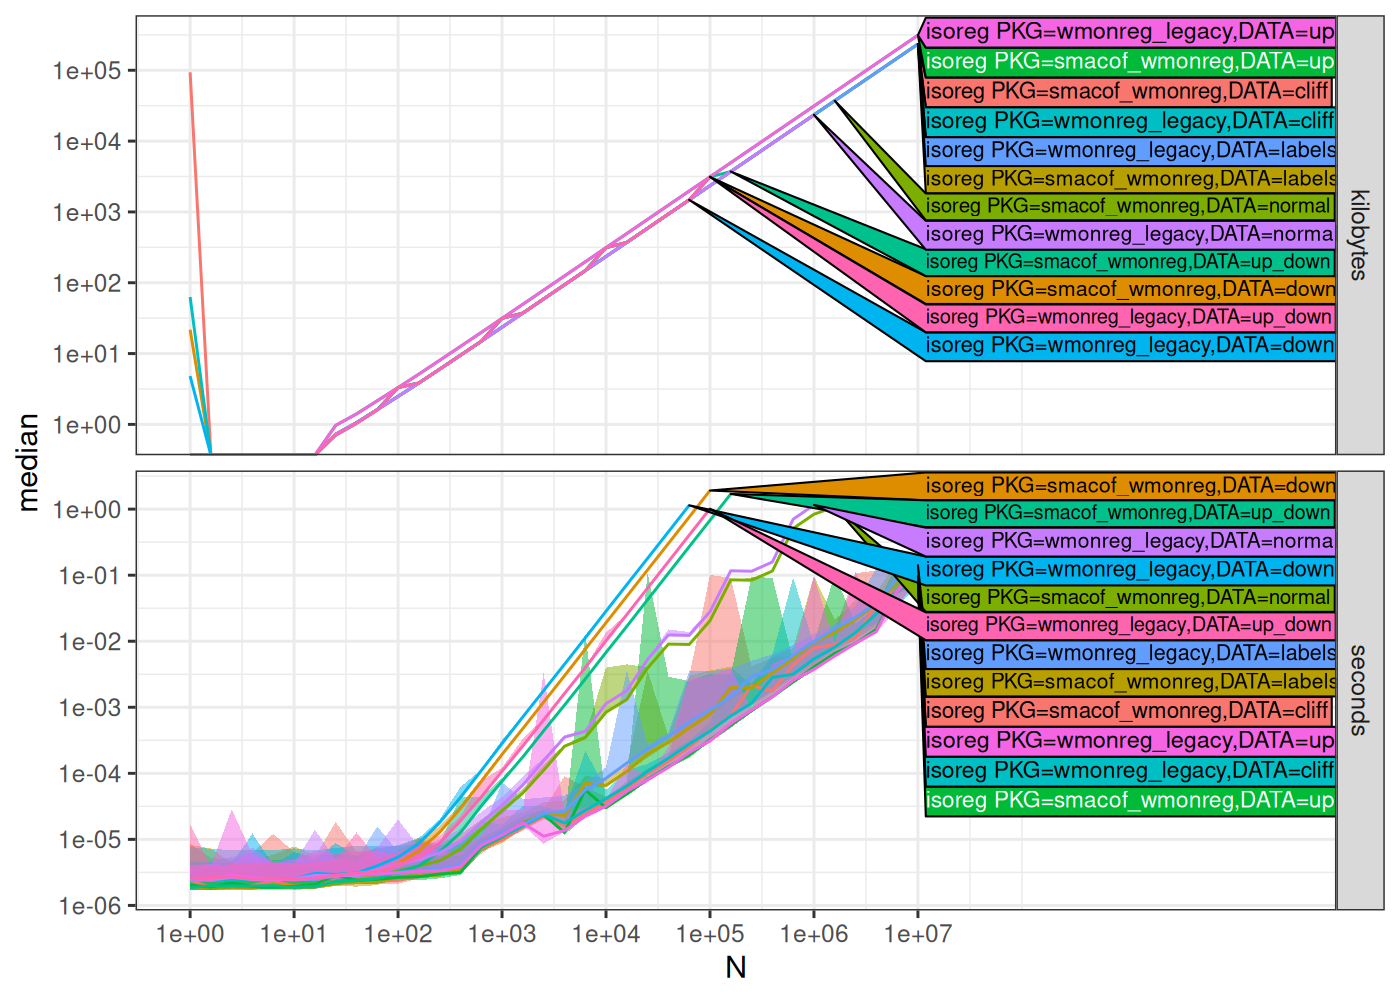 1e+05
1e+04
1e+03
1e+02
1e+01
1e+00
isoreg PKG=wmonreg_legacy,DATA=up
isoreg PKG=smacof_wmonreg,DATA=up
isoreg PKG=smacof_wmonreg,DATA=cliff
isoreg PKG=wmonreg_legacy,DATA=cliff
isoreg PKG=wmonreg_legacy,DATA=labels
isoreg PKG=smacof_wmonreg,DATA=labels
isoreg PKG=smacof_wmonreg,DATA=normal
isoreg PKG=wmonreg_legacy,DATA=norma
isoreg PKG=smacof_wmonreg,DATA=up_down
isoreg PKG=smacof_wmonreg,DATA=down
isoreg PKG=wmonreg_legacy,DATA=up_down
isoreg PKG=wmonreg_legacy,DATA=down
kilobytes
median
1e+00
1e-01
1e-02
1e-03
1e-04
1e-05
1e-06
isoreg PKG=smacof_wmonreg,DATA=down
isoreg PKG=smacof_wmonreg,DATA=up_down
isoreg PKG=wmonreg_legacy,DATA=norma
isoreg PKG=wmonreg_legacy,DATA=down
isoreg PKG=smacof_wmonreg,DATA=normal
isoreg PKG=wmonreg_legacy,DATA=up_down
isoreg PKG=wmonreg_legacy,DATA=labels
isoreg PKG=smacof_wmonreg,DATA=labels
isoreg PKG=smacof_wmonreg,DATA=cliff
isoreg PKG=wmonreg_legacy,DATA=up
isoreg PKG=wmonreg_legacy,DATA=cliff
isoreg PKG=smacof_wmonreg,DATA=up
seconds
1e+00 1e+01 1e+02 1e+03 1e+04 1e+05 1e+06 1e+07
N